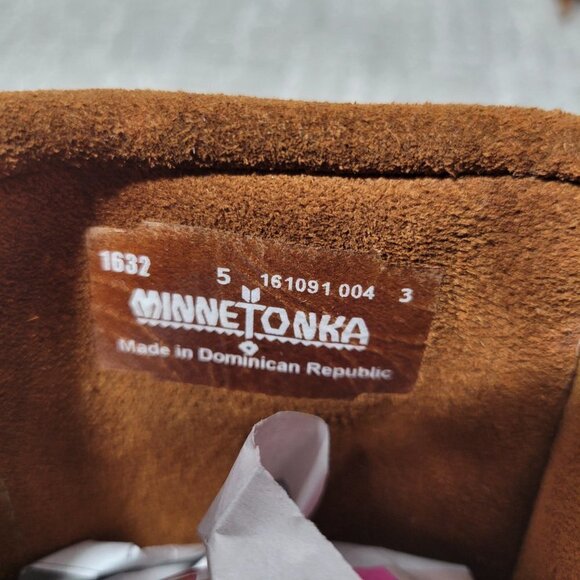 1632 5 161091 004 3
MINNETONKA
Made in Dominican Republic